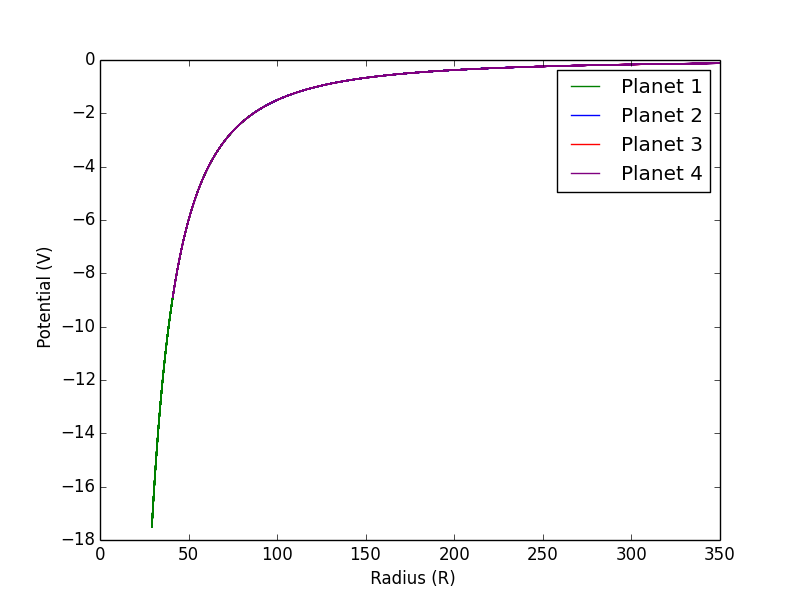 0
−2
−4
−6
−8
−10
−12
−14
−16
−18
Potential (V)
0 50 100 150 200 250 300 350
Radius (R)
Planet 1
Planet 2
Planet 3
Planet 4